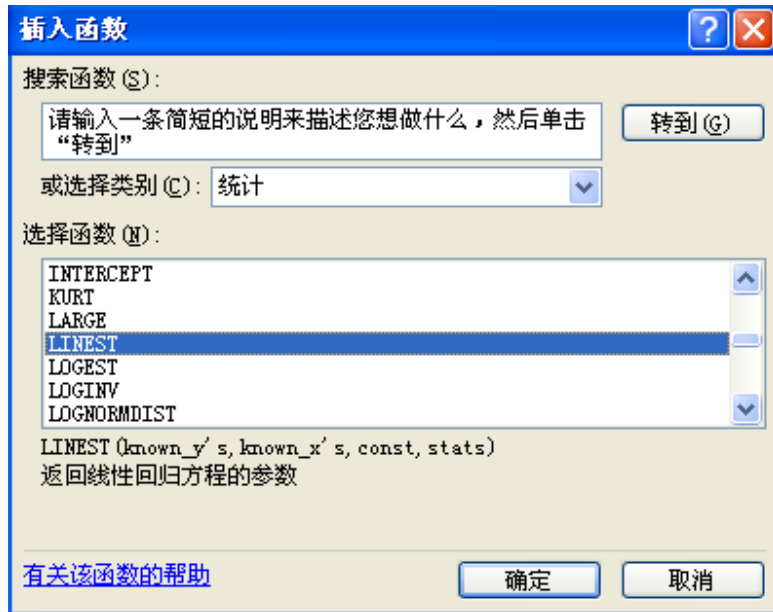 插入函数
搜索函数(S):
请输入一条简短的说明来描述您想做什么，然后单击
“转到”
转到(G)
或选择类别(C): 统计
选择函数(N):
INTERCEPT
KURT
LARGE
LINEST
LOGEST
LOGINV
LOGNORMDIST
LINEST(known_y's,known_x's,const,stats)
返回线性回归方程的参数
有关该函数的帮助
确定
取消